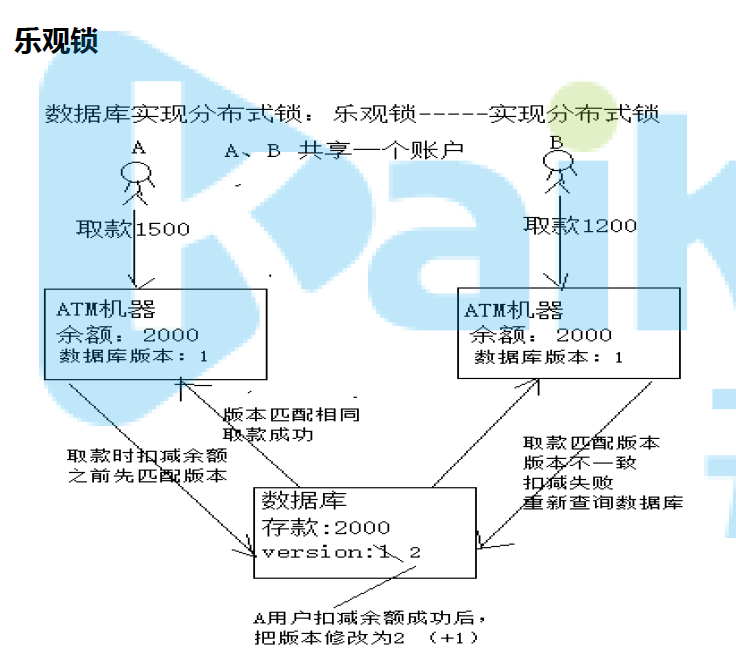 乐观锁
数据库实现分布式锁：乐观锁-----实现分布式锁
A
A、B 共享一个账户
B
取款1500
取款1200
ATM机器
余额：2000
数据库版本：1
ATM机器
余额：2000
数据库版本：1
版本匹配相同
取款成功
取款时扣减余额
之前先匹配版本
取款匹配版本
版本不一致
扣减失败
重新查询数据库
数据库
存款:2000
version:1 2
A用户扣减余额成功后，
把版本修改为2 （+1）
kaik